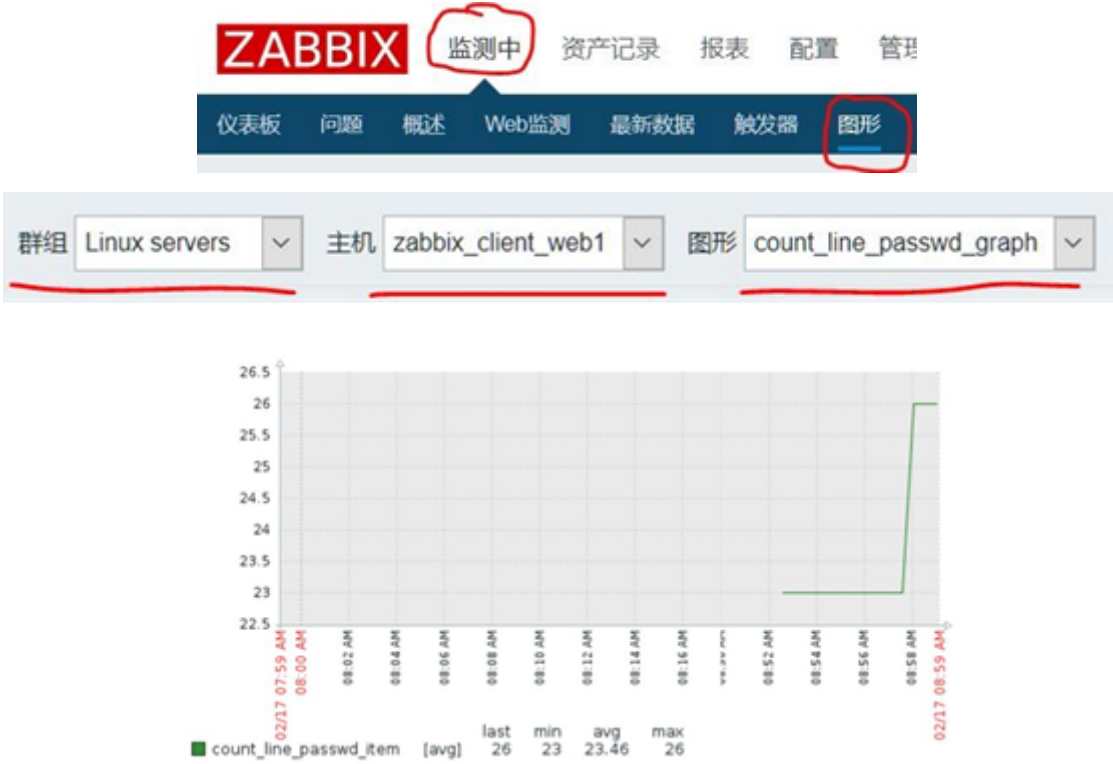 ZABBIX 监测中 资产记录 报表 配置
仪表板 问题 概述 Web监测 最新数据 触发器 图形
群组 Linux servers 主机 zabbix_client_web1 图形 count_line_passwd_graph
26.5
26
25.5
25
24.5
24
23.5
23
22.5
02/17 07:59 AM
08:00 AM
08:02 AM
08:04 AM
08:06 AM
08:08 AM
08:10 AM
08:12 AM
08:14 AM
08:16 AM
08:52 AM
08:54 AM
08:56 AM
08:58 AM
02/17 08:59 AM
last min avg max
count_line_passwd_item [avg] 26 23 23.46 26